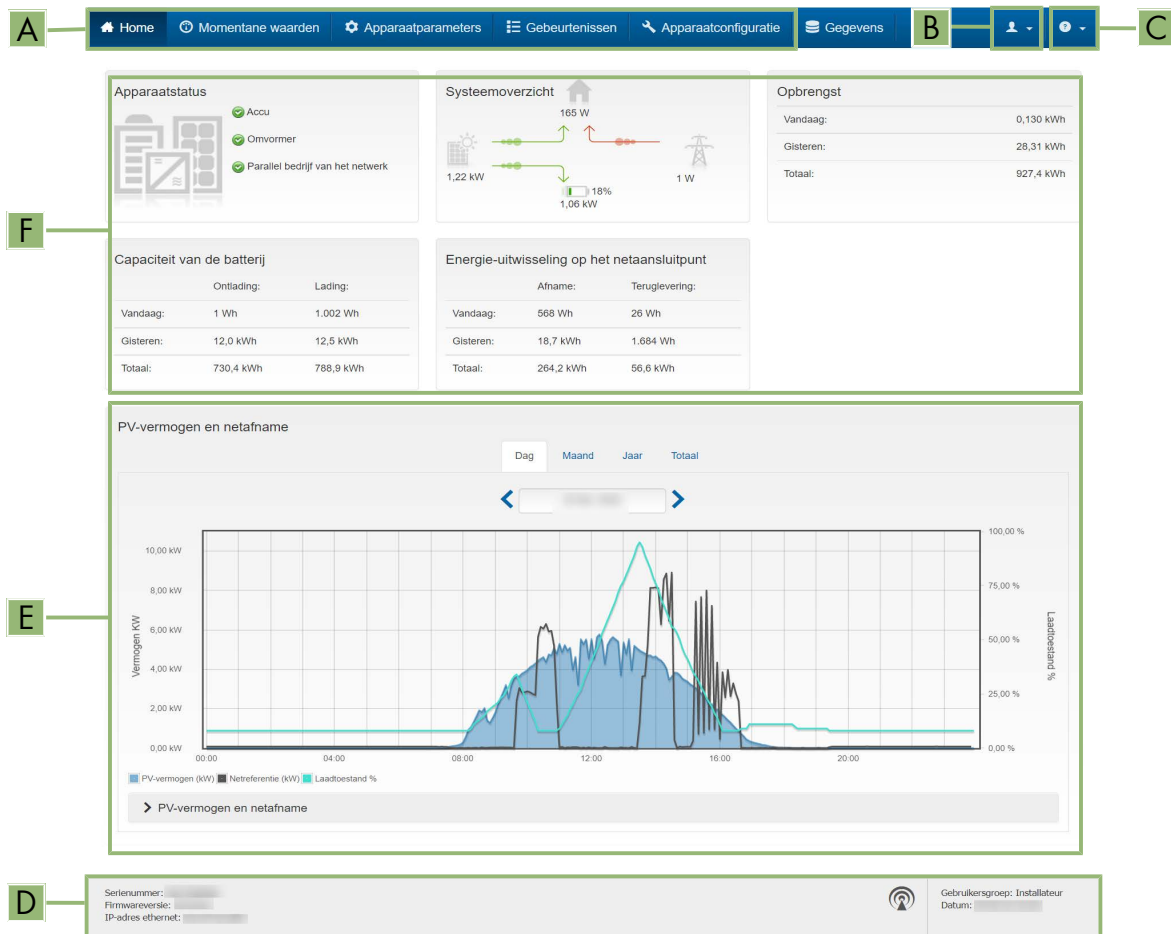 A
Home Momentane waarden Apparaatparameters Gebeurtenissen Apparaatconfiguratie Gegevens
B
C
Apparaatstatus
Accu
Omvormer
Parallel bedrijf van het netwerk
Systeemoverzicht
165 W
1,22 kW
1 W
18%
1,06 kW
Opbrengst
Vandaag: 0,130 kWh
Gisteren: 28,31 kWh
Totaal: 927,4 kWh
F
Capaciteit van de batterij
Ontlading: Lading:
Vandaag: 1 Wh 1.002 Wh
Gisteren: 12,0 kWh 12,5 kWh
Totaal: 730,4 kWh 788,9 kWh
Energie-uitwisseling op het netaansluitpunt
Afname: Teruglevering:
Vandaag: 568 Wh 26 Wh
Gisteren: 18,7 kWh 1.684 Wh
Totaal: 264,2 kWh 56,6 kWh
E
PV-vermogen en netafname
Dag Maand Jaar Totaal
Vermogen KW
10,00 kW
8,00 kW
6,00 kW
4,00 kW
2,00 kW
0,00 kW
100,00 %
75,00 %
50,00 %
25,00 %
0,00 %
Laadtoestand %
00:00 04:00 08:00 12:00 16:00 20:00
PV-vermogen (kW) Netreferentie (kW) Laadtoestand %
PV-vermogen en netafname
D
Serienummer:
Firmwareversie:
IP-adres ethernet:
Gebruikersgroep: Installateur
Datum: